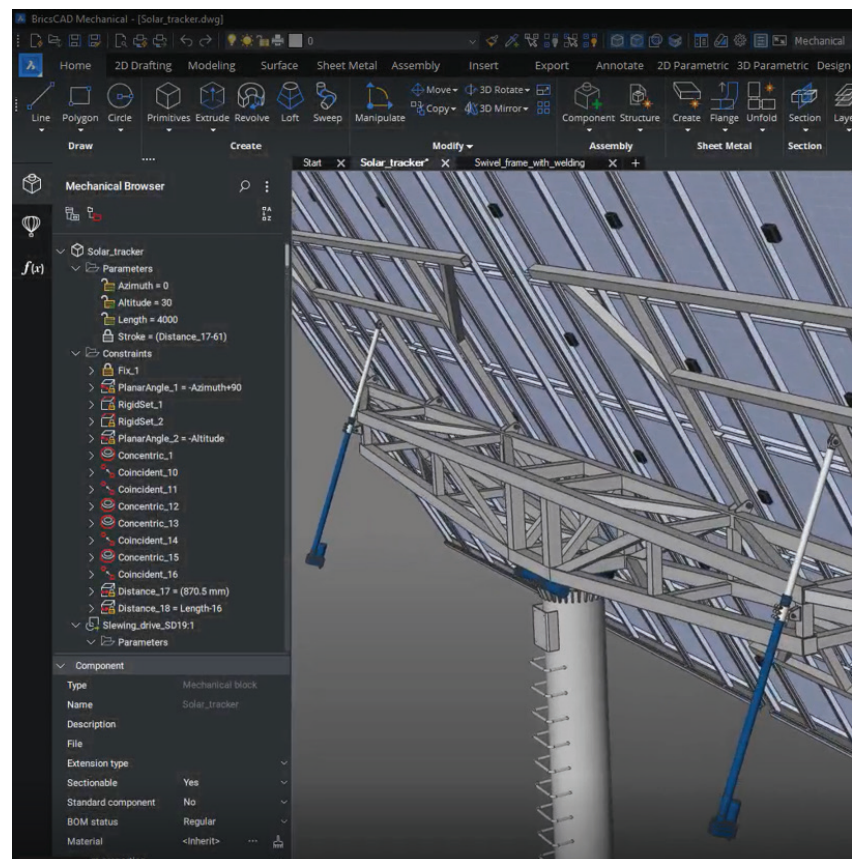 BricsCAD Mechanical - [Solar_tracker.dwg]
0 Mechanical
Home 2D Drafting Modeling Surface Sheet Metal Assembly Insert Export Annotate 2D Parametric 3D Parametric Design
Move 3D Rotate
Copy 3D Mirror
Line Polygon Circle Primitives Extrude Revolve Loft Sweep Manipulate Component Structure Create Flange Unfold Section Laye
Draw Create Modify Assembly Sheet Metal Section
Start X Solar_tracker* X Swivel_frame_with_welding X +
Mechanical Browser
f(x)
Solar_tracker
Parameters
Azimuth = 0
Altitude = 30
Length = 4000
Stroke = (Distance_17-61)
Constraints
Fix_1
PlanarAngle_1 = -Azimuth+90
RigidSet_1
RigidSet_2
PlanarAngle_2 = -Altitude
Concentric_1
Coincident_10
Coincident_11
Concentric_12
Concentric_13
Coincident_14
Concentric_15
Coincident_16
Distance_17 = (870.5 mm)
Distance_18 = Length-16
Slewing_drive_SD19:1
Parameters
Component
Type Mechanical block
Name Solar_tracker
Description
File
Extension type
Sectionable Yes
Standard component No
BOM status Regular
Material <Inherit> ...